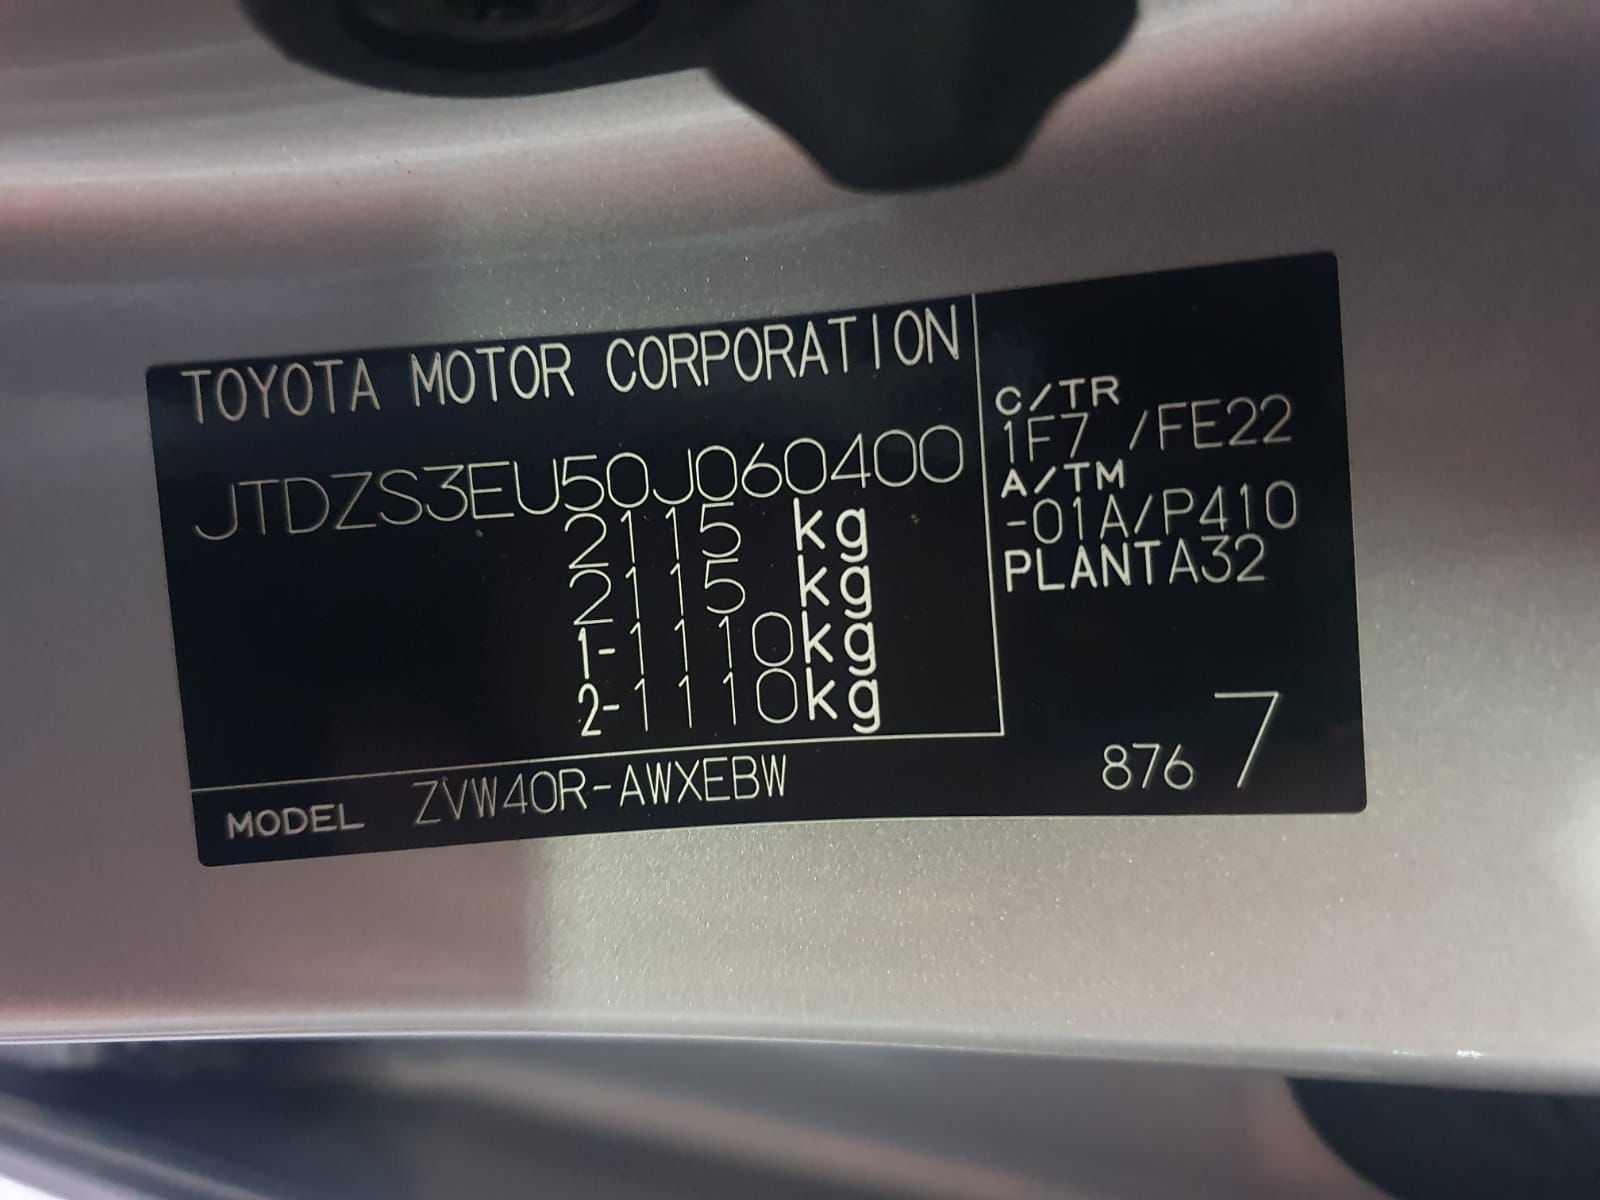 TOYOTA MOTOR CORPORATION
JTDZS3EU50J060400
2115 kg
2115 kg
1-1110kg
2-1110kg
C/TR
1F7 /FE22
A/TM
-01A/P410
PLANTA32
876 7
MODEL ZVW40R-AWXEBW